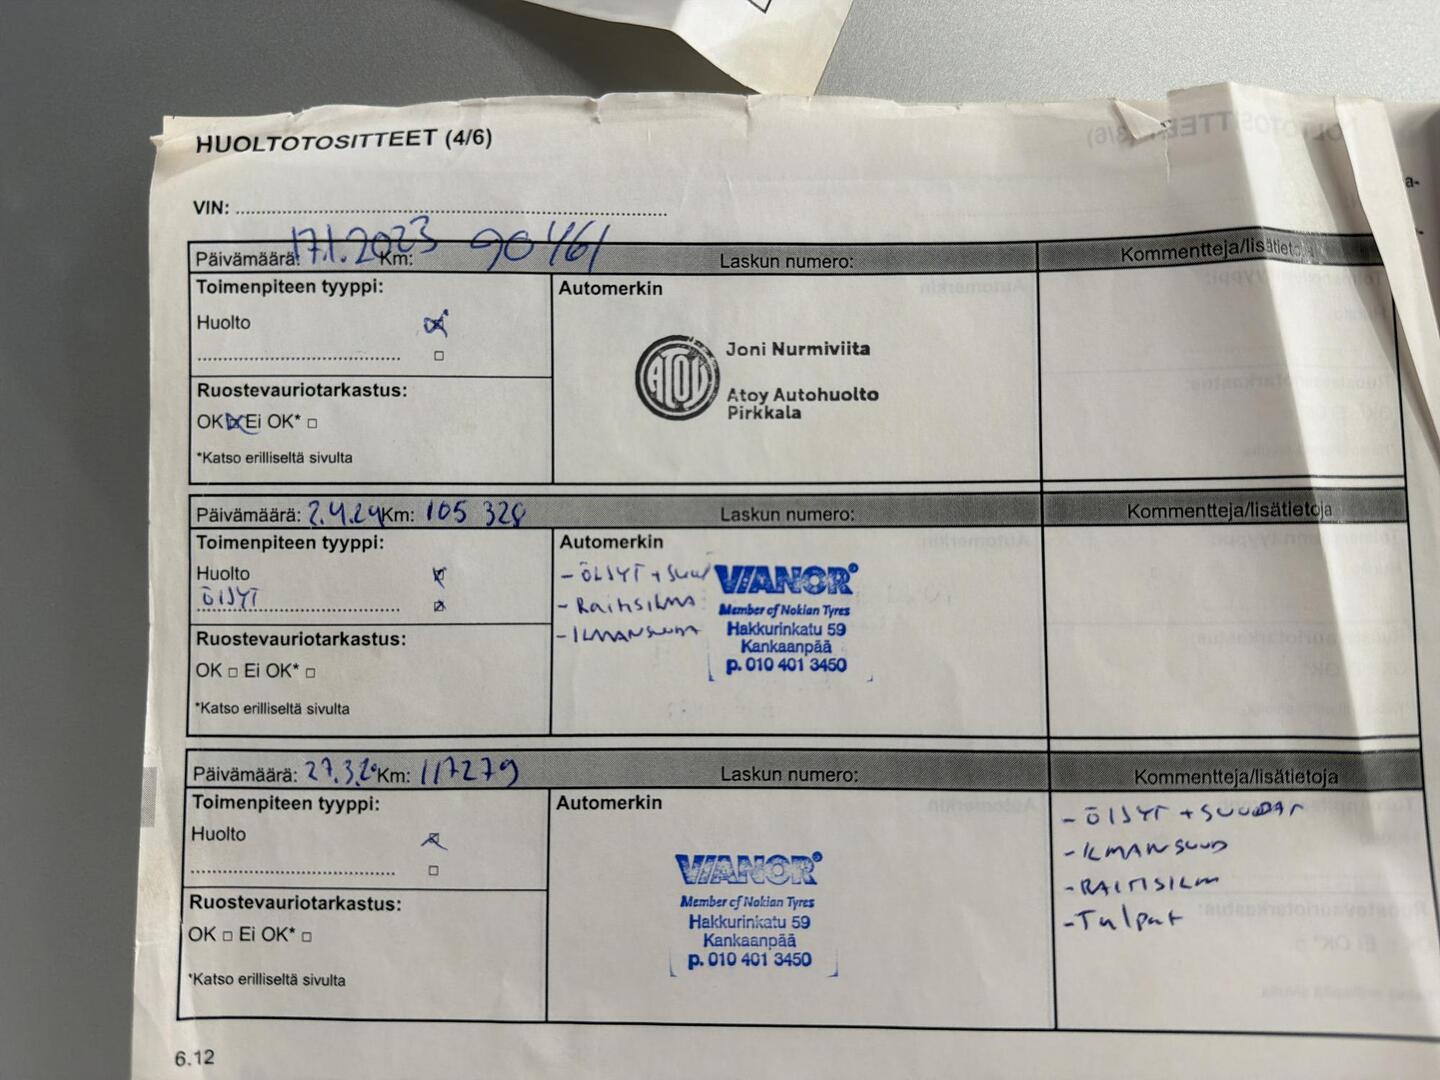 HUOLTOTOSITTEET (4/6)
VIN:
Päivämäärä: 17.1.2023 Km: 90461 Laskun numero: Kommentteja/lisätietoja
Toimenpiteen tyyppi:
Automerkin
Huolto
Joni Nurmiviita
ATOY
Atoy Autohuolto
Pirkkala
Ruostevauriotarkastus:
OK Ei OK*
*Katso erilliseltä sivulta
Päivämäärä: 2.4.24 Km: 105 328 Laskun numero: Kommentteja/lisätietoja
Toimenpiteen tyyppi:
Automerkin
Huolto
ÖLJYT
- ÖLJYT + SUOD
- RAITISILMA
- ILMANSUOD
VIANOR
Member of Nokian Tyres
Hakkurinkatu 59
Kankaanpää
p. 010 401 3450
Ruostevauriotarkastus:
OK Ei OK*
*Katso erilliseltä sivulta
Päivämäärä: 27.3. Km: 117279 Laskun numero: Kommentteja/lisätietoja
Toimenpiteen tyyppi:
Automerkin
Huolto
VIANOR
Member of Nokian Tyres
Hakkurinkatu 59
Kankaanpää
p. 010 401 3450
- ÖLJYT + SUODAT
- ILMANSUOD
- RAITISILM
- Tulpat
Ruostevauriotarkastus:
OK Ei OK*
*Katso erilliseltä sivulta
6.12